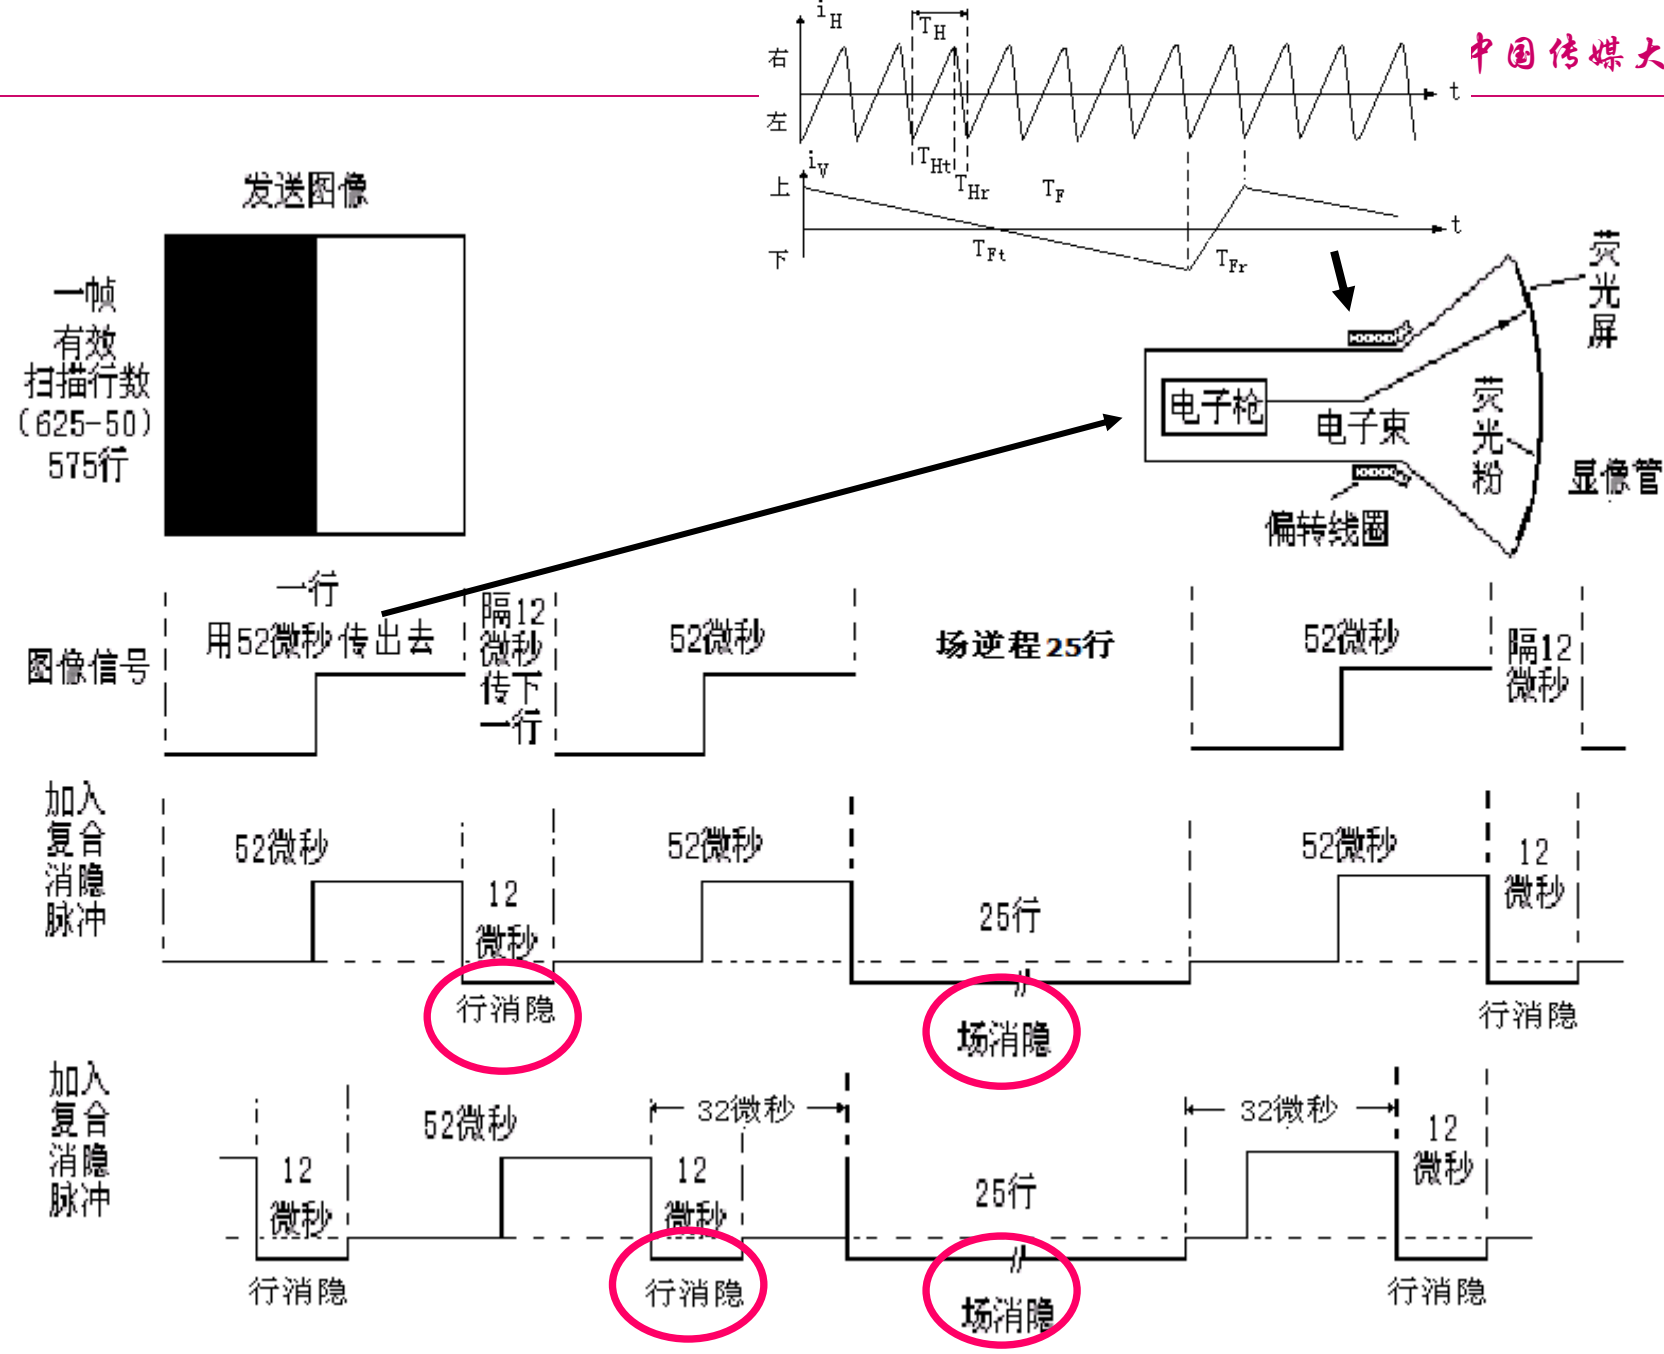 中国传媒大
i_H
T_H
右
t
左
T_Ht
T_Hr
i_V
上
T_F
t
下
T_Ft
T_Fr
发送图像
一帧
有效
扫描行数
(625-50)
575行
荧光屏
电子枪
电子束
荧光粉
显像管
偏转线圈
图像信号
一行
用52微秒传出去
隔12
微秒
传下
一行
52微秒
场逆程25行
52微秒
隔12
微秒
加入
复合
消隐
脉冲
52微秒
12
微秒
行消隐
52微秒
25行
场消隐
52微秒
12
微秒
行消隐
加入
复合
消隐
脉冲
12
微秒
行消隐
52微秒
12
微秒
行消隐
32微秒
25行
场消隐
32微秒
12
微秒
行消隐